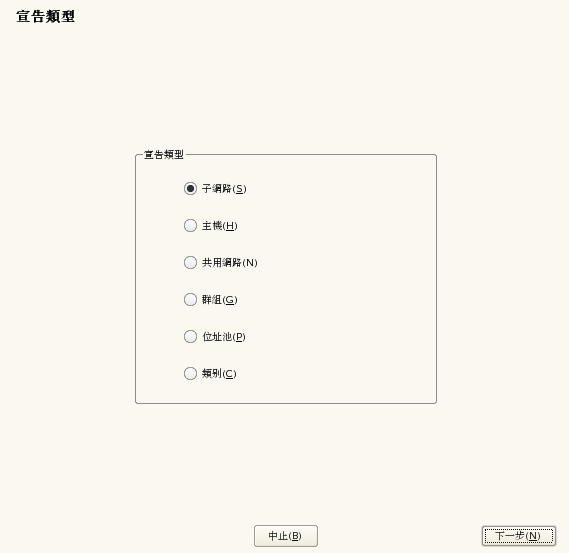 宣告類型
宣告類型
子網路(S)
主機(H)
共用網路(N)
群組(G)
位址池(P)
類別(C)
中止(B)
下一步(N)